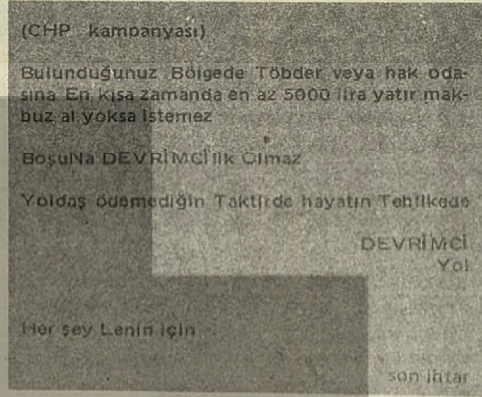 (CHP kampanyası)
Bulunduğunuz Bölgede Töbder veya hak oda-
sına En kısa zamanda en az 5000 lira yatır mak-
buz al yoksa istemez
BoşuNa DEVRİMCİlik Olmaz
Yoldaş ödemediğin Taktirde hayatın Tehlikede
DEVRİMCİ
Yol
Her şey Lenin için
son ihtar